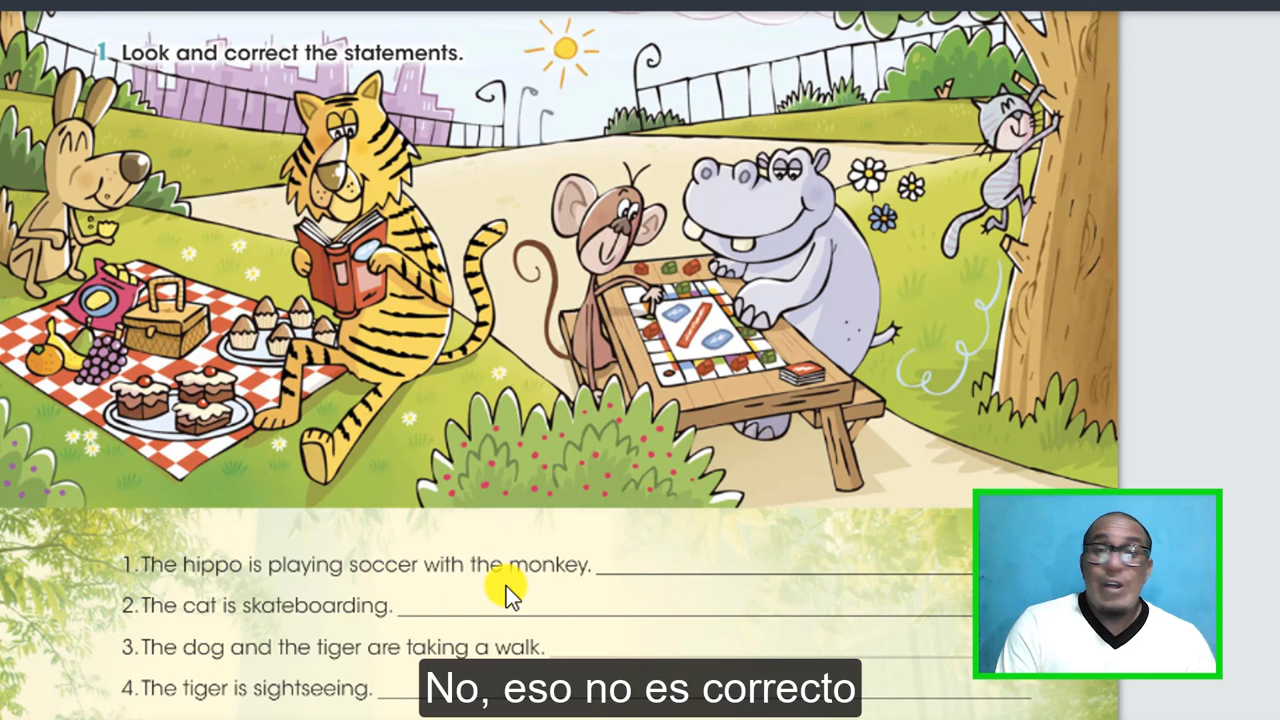 1. Look and correct the statements.
1. The hippo is playing soccer with the monkey.
2. The cat is skateboarding.
3. The dog and the tiger are taking a walk.
4. The tiger is sightseeing.
No, eso no es correcto